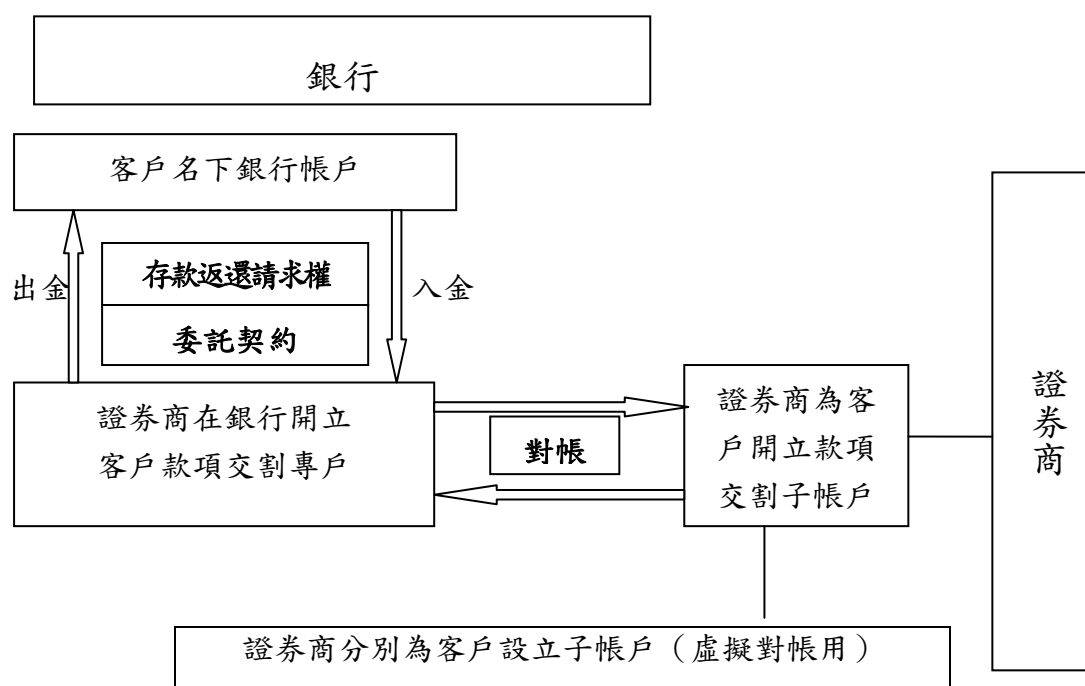 銀行
客戶名下銀行帳戶
出金
存款返還請求權
委託契約
入金
證券商在銀行開立
客戶款項交割專戶
對帳
證券商為客
戶開立款項
交割子帳戶
證券商
證券商分別為客戶設立子帳戶（虛擬對帳用）